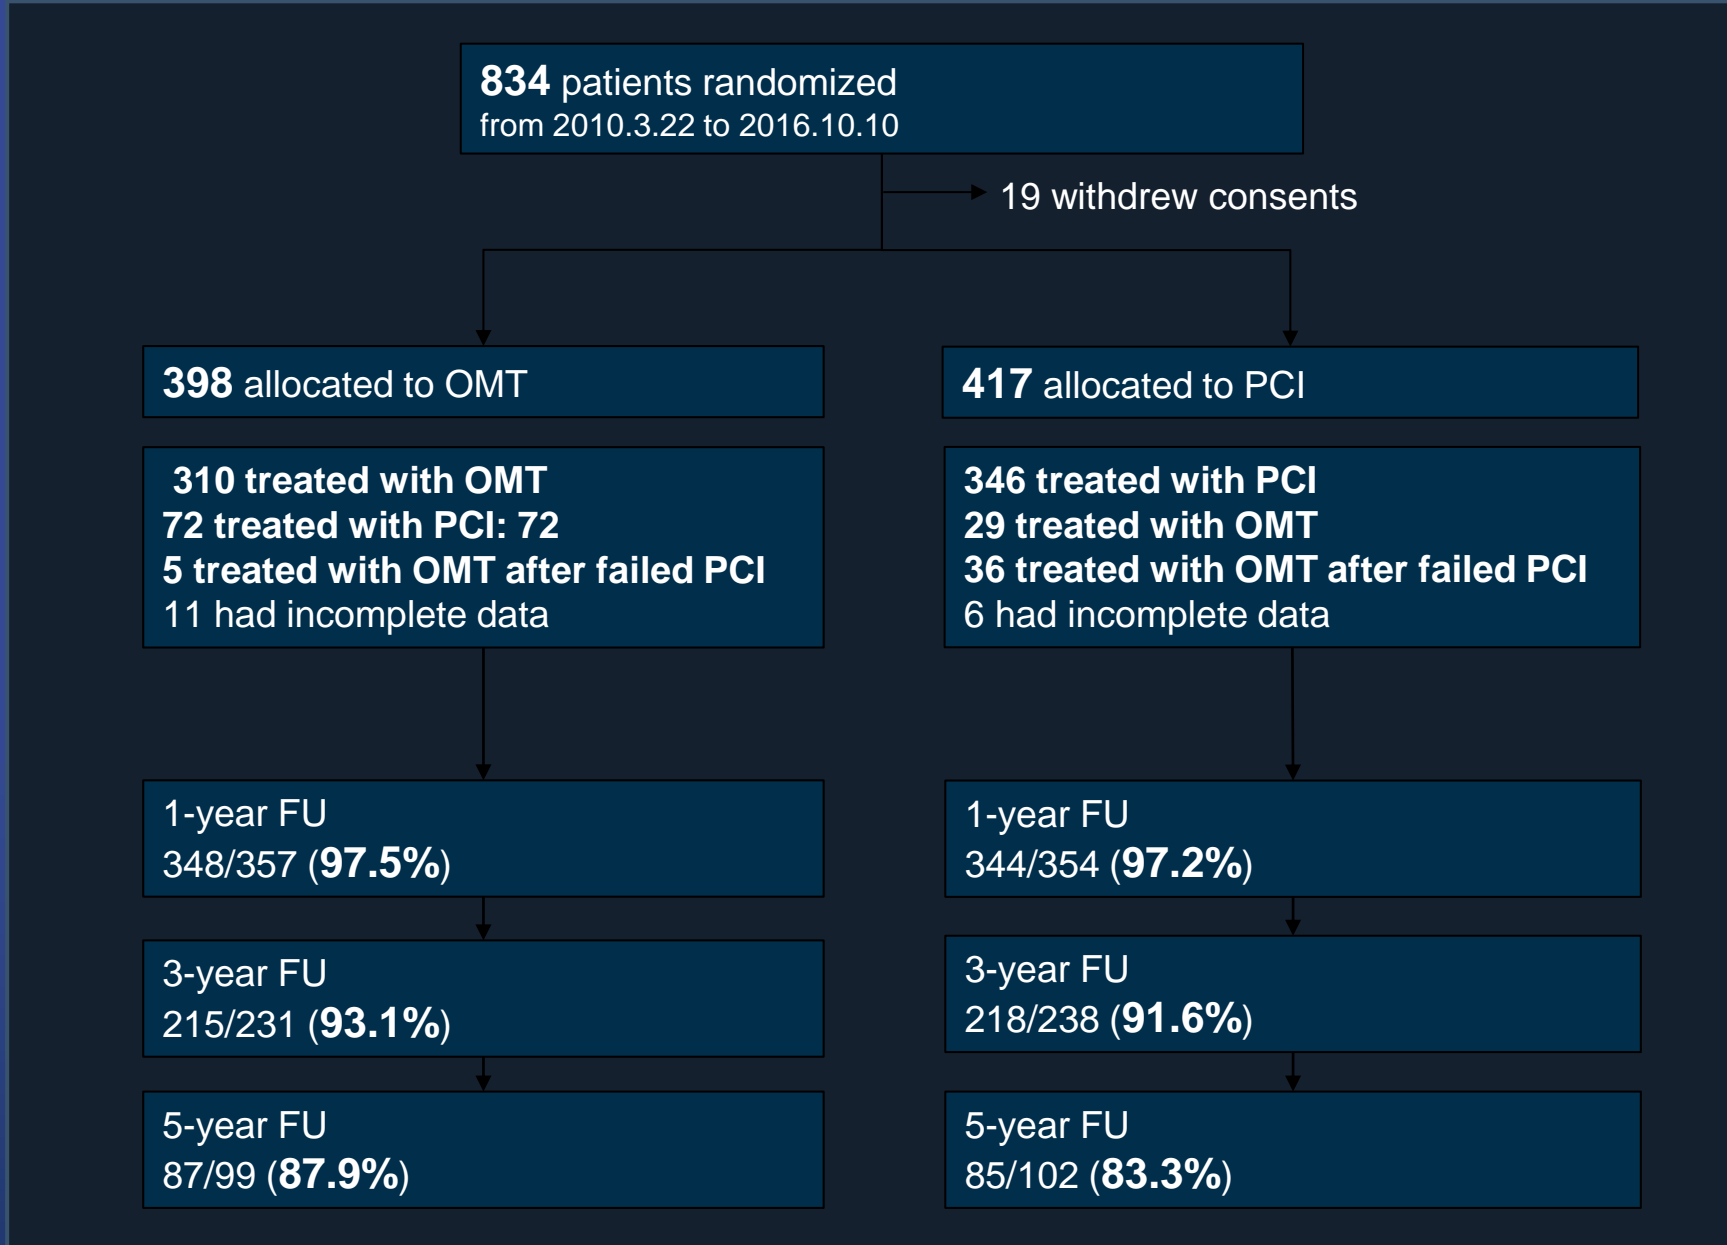 834 patients randomized
from 2010.3.22 to 2016.10.10
19 withdrew consents
398 allocated to OMT
310 treated with OMT
72 treated with PCI: 72
5 treated with OMT after failed PCI
11 had incomplete data
1-year FU
348/357 (97.5%)
3-year FU
215/231 (93.1%)
5-year FU
87/99 (87.9%)
417 allocated to PCI
346 treated with PCI
29 treated with OMT
36 treated with OMT after failed PCI
6 had incomplete data
1-year FU
344/354 (97.2%)
3-year FU
218/238 (91.6%)
5-year FU
85/102 (83.3%)